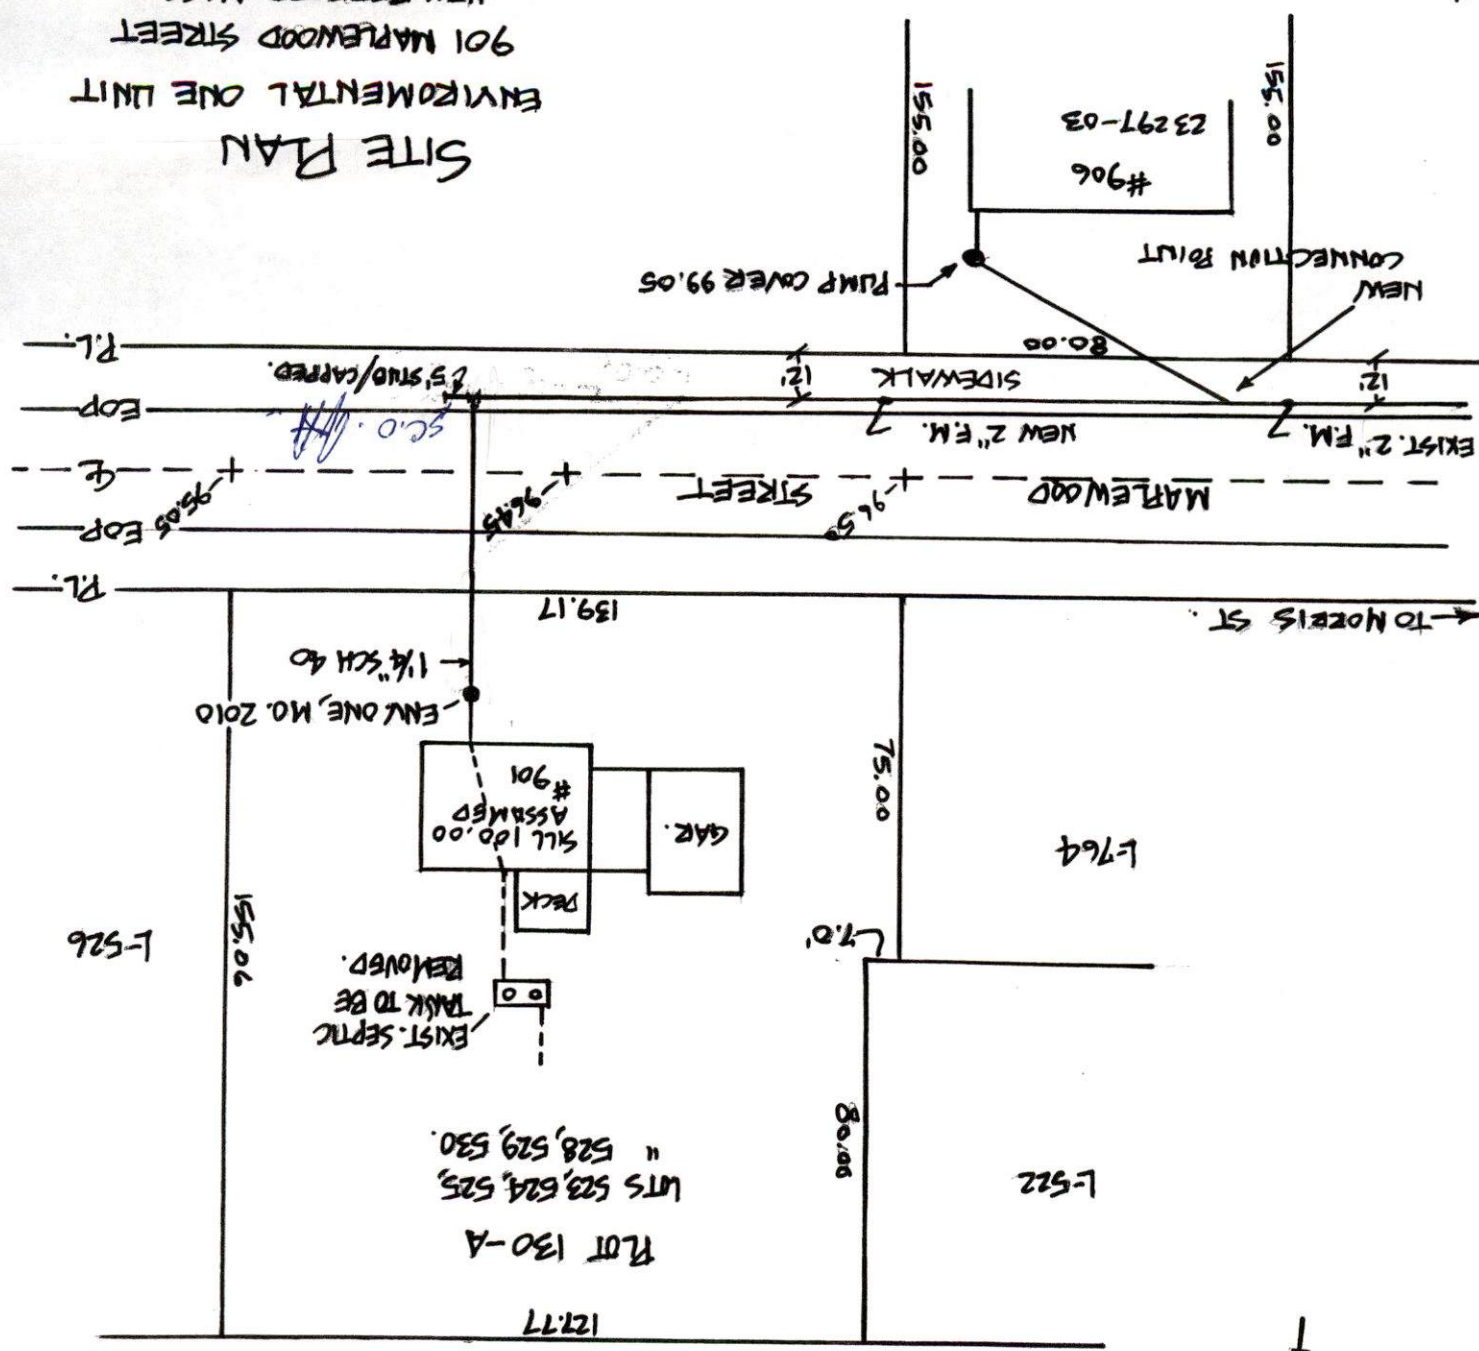 127.77
PLOT 130-A
LOTS 523, 524, 525,
" 528, 529, 530.
L-522
80.00
EXIST. SEPTIC
TANK TO BE
REMOVED.
7.0'
L-526
155.06
DECK
L-764
75.00
GAR.
SILL 100.00
ASSUMED
#901
ENV. ONE, MO. 2010
1¼" SCH 40
TO MORRIS ST.
139.17
P.L.
EOP
96.50
96.45
95.05
MAPLEWOOD STREET
℄
EXIST. 2" F.M.
NEW 2" F.M.
EOP
12'
SIDEWALK
12'
5' STUB/CAPPED.
80.00
P.L.
NEW
CONNECTION POINT
PUMP COVER 99.05
#906
23297-03
155.00
155.00
SITE PLAN
ENVIROMENTAL ONE UNIT
901 MAPLEWOOD STREET